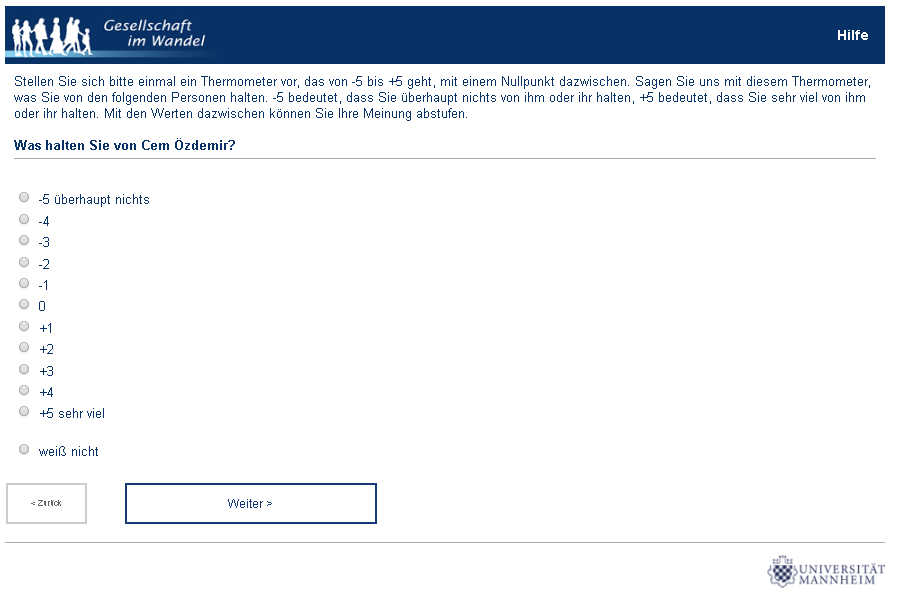 Gesellschaft
im Wandel
Hilfe
Stellen Sie sich bitte einmal ein Thermometer vor, das von -5 bis +5 geht, mit einem Nullpunkt dazwischen. Sagen Sie uns mit diesem Thermometer,
was Sie von den folgenden Personen halten. -5 bedeutet, dass Sie überhaupt nichts von ihm oder ihr halten, +5 bedeutet, dass Sie sehr viel von ihm
oder ihr halten. Mit den Werten dazwischen können Sie Ihre Meinung abstufen.
Was halten Sie von Cem Özdemir?
-5 überhaupt nichts
-4
-3
-2
-1
0
+1
+2
+3
+4
+5 sehr viel
weiß nicht
< Zurück
Weiter >
UNIVERSITÄT
MANNHEIM